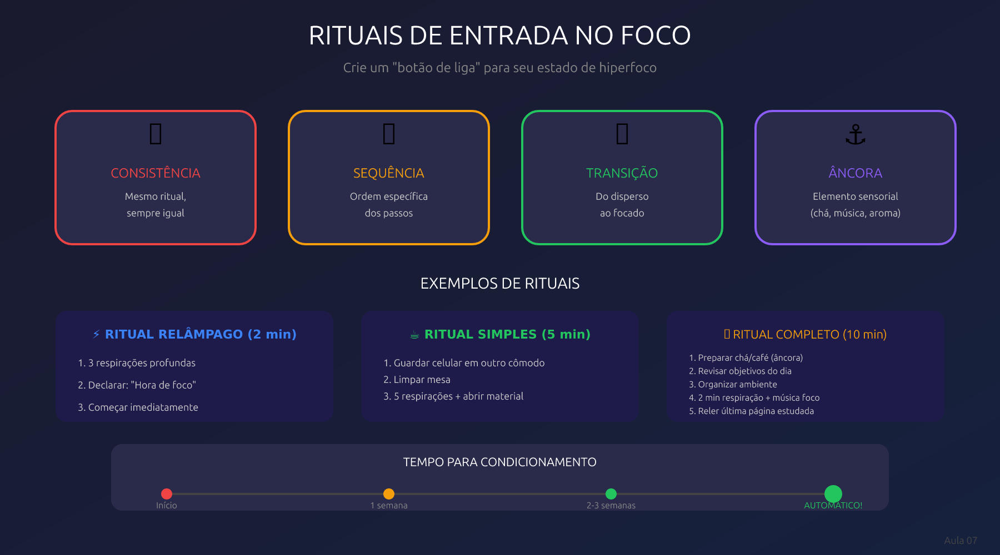 RITUAIS DE ENTRADA NO FOCO
Crie um "botão de liga" para seu estado de hiperfoco
CONSISTÊNCIA
Mesmo ritual,
sempre igual
SEQUÊNCIA
Ordem específica
dos passos
TRANSIÇÃO
Do disperso
ao focado
⚓
ÂNCORA
Elemento sensorial
(chá, música, aroma)
EXEMPLOS DE RITUAIS
⚡ RITUAL RELÂMPAGO (2 min)
1. 3 respirações profundas
2. Declarar: "Hora de foco"
3. Começar imediatamente
☕ RITUAL SIMPLES (5 min)
1. Guardar celular em outro cômodo
2. Limpar mesa
3. 5 respirações + abrir material
RITUAL COMPLETO (10 min)
1. Preparar chá/café (âncora)
2. Revisar objetivos do dia
3. Organizar ambiente
4. 2 min respiração + música foco
5. Reler última página estudada
TEMPO PARA CONDICIONAMENTO
Início
1 semana
2-3 semanas
AUTOMÁTICO!
Aula 07